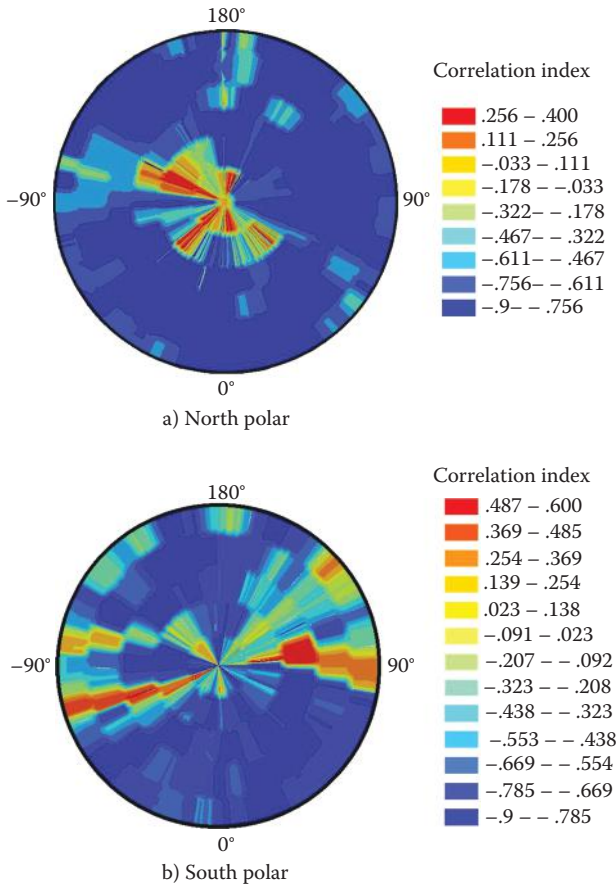 180°
Correlation index
.256 – .400
.111 – .256
–.033 – .111
–.178 – –.033
–.322– – .178
–.467– – .322
–.611– – .467
–.756– – .611
–.9– – .756
–90°
90°
0°
a) North polar
Correlation index
180°
.487 – .600
.369 – .485
.254 – .369
.139 – .254
.023 – .138
–.091 – .023
–.207 – –.092
–.323 – – .208
–.438 – –.323
–.553 – –.438
–.669 – –.554
–.785 – –.669
–.9 – – –.785
–90°
90°
0°
b) South polar